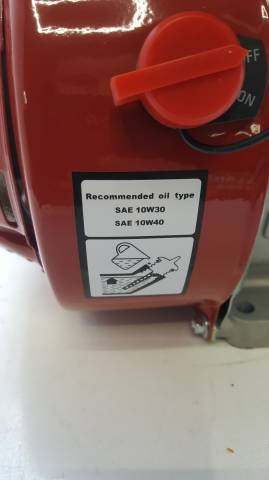 OFF
ON
Recommended oil type
SAE 10W30
SAE 10W40